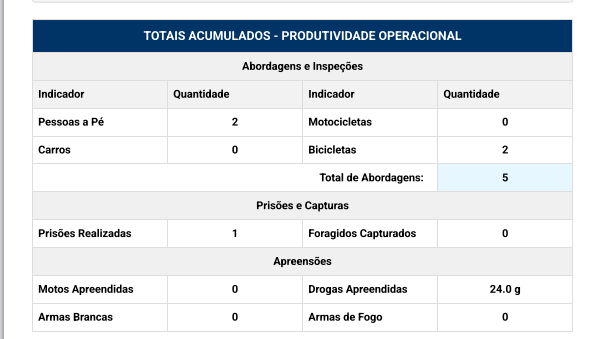 TOTAIS ACUMULADOS - PRODUTIVIDADE OPERACIONAL
Abordagens e Inspeções
Indicador Quantidade Indicador Quantidade
Pessoas a Pé 2 Motocicletas 0
Carros 0 Bicicletas 2
Total de Abordagens: 5
Prisões e Capturas
Prisões Realizadas 1 Foragidos Capturados 0
Apreensões
Motos Apreendidas 0 Drogas Apreendidas 24.0 g
Armas Brancas 0 Armas de Fogo 0